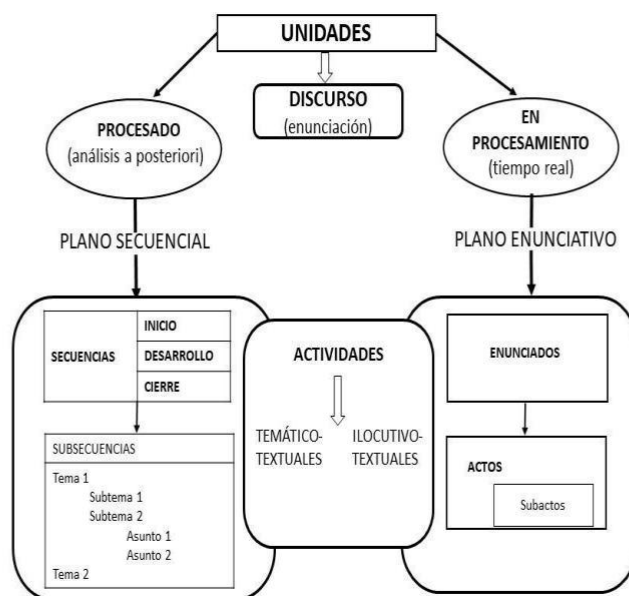 UNIDADES
DISCURSO
(enunciación)
PROCESADO
(análisis a posteriori)
EN
PROCESAMIENTO
(tiempo real)
PLANO SECUENCIAL
PLANO ENUNCIATIVO
SECUENCIAS
INICIO
DESARROLLO
CIERRE
SUBSECUENCIAS
Tema 1
Subtema 1
Subtema 2
Asunto 1
Asunto 2
Tema 2
ACTIVIDADES
TEMÁTICO-
TEXTUALES
ILOCUTIVO-
TEXTUALES
ENUNCIADOS
ACTOS
Subactos